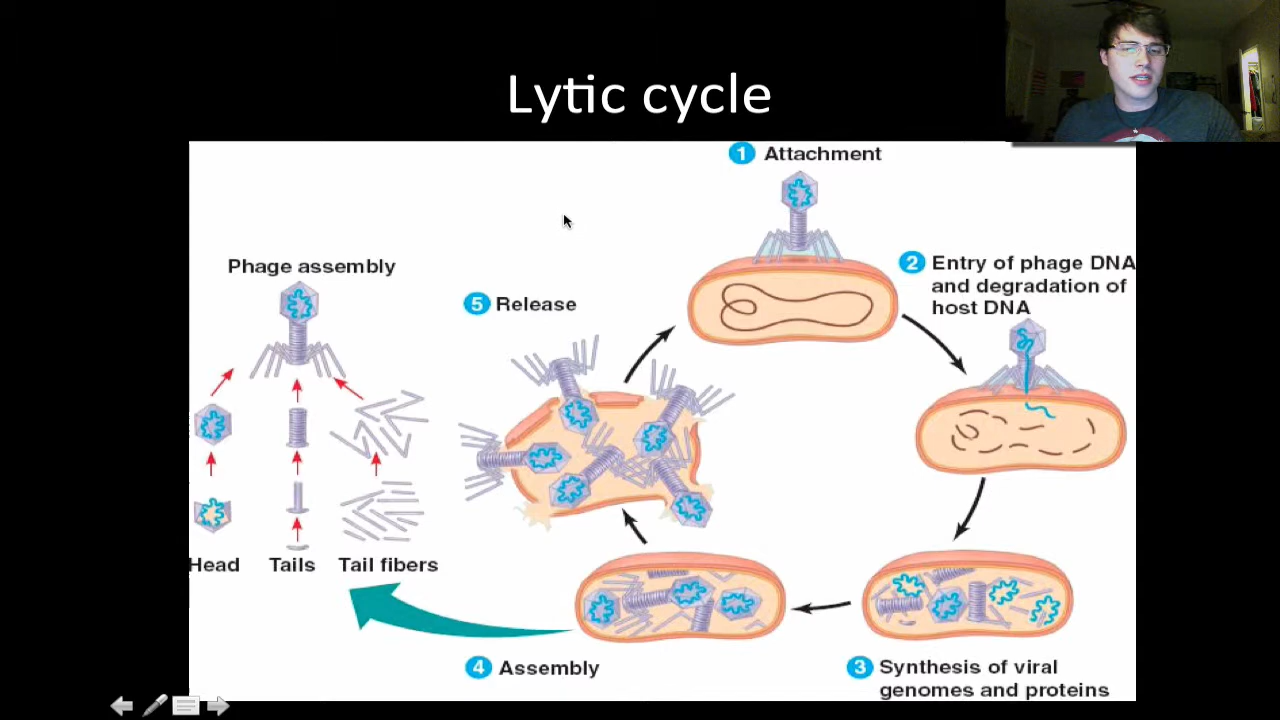 Lytic cycle
1 Attachment
2 Entry of phage DNA
and degradation of
host DNA
Phage assembly
5 Release
Head Tails Tail fibers
4 Assembly
3 Synthesis of viral
genomes and proteins